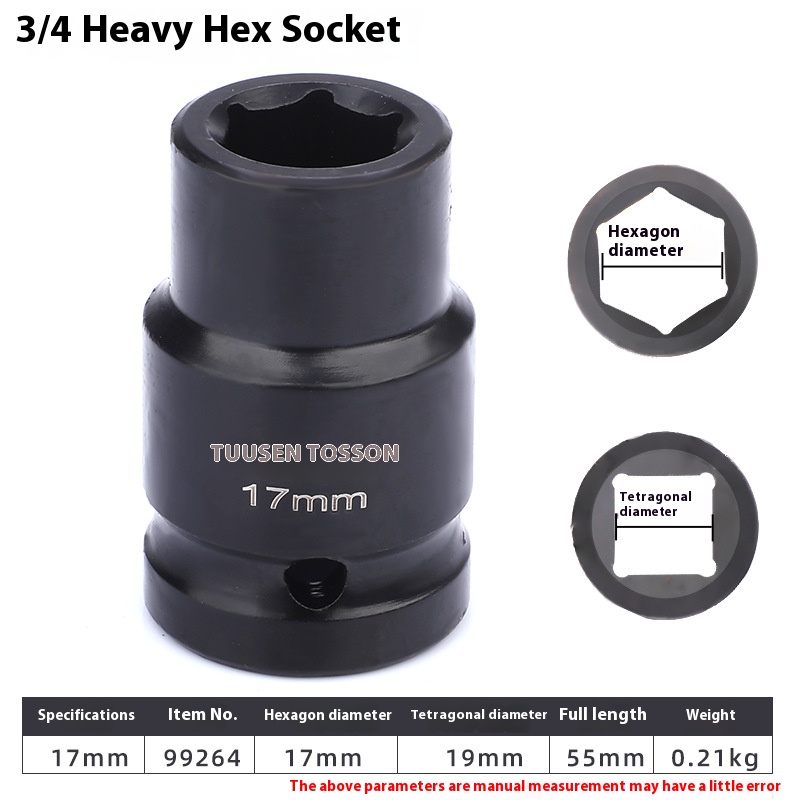 3/4 Heavy Hex Socket
Hexagon
diameter
TUUSEN TOSSON
17mm
Tetragonal
diameter
Specifications Item No. Hexagon diameter Tetragonal diameter Full length Weight
17mm 99264 17mm 19mm 55mm 0.21kg
The above parameters are manual measurement may have a little error